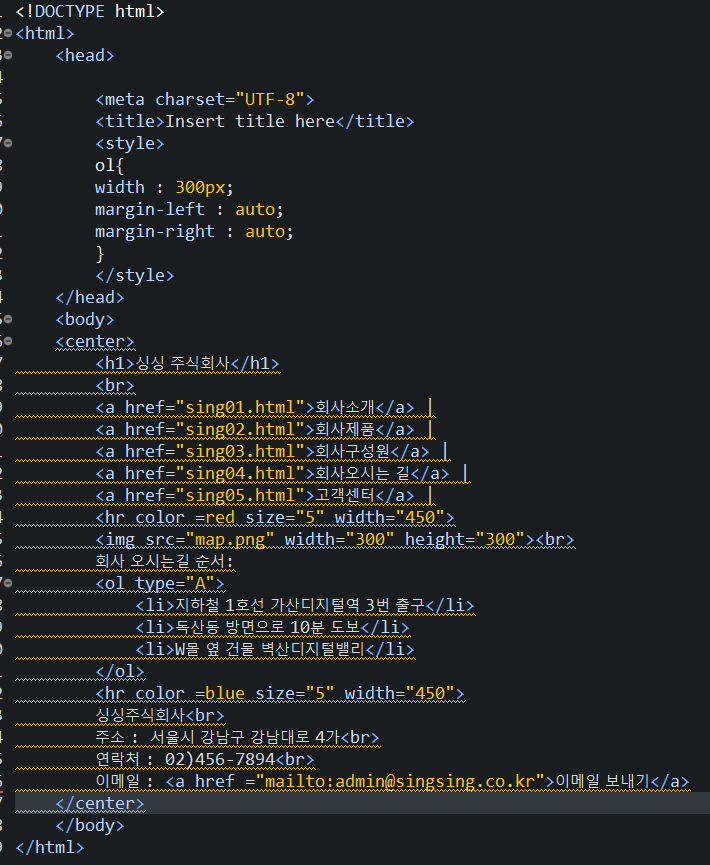 <!DOCTYPE html>
<html>
<head>
<meta charset="UTF-8">
<title>Insert title here</title>
<style>
ol{
width : 300px;
margin-left : auto;
margin-right : auto;
}
</style>
</head>
<body>
<center>
<h1>싱싱 주식회사</h1>
<br>
<a href="sing01.html">회사소개</a> |
<a href="sing02.html">회사제품</a> |
<a href="sing03.html">회사구성원</a> |
<a href="sing04.html">회사오시는 길</a> |
<a href="sing05.html">고객센터</a> |
<hr color =red size="5" width="450">
<img src="map.png" width="300" height="300"><br>
회사 오시는길 순서:
<ol type="A">
<li>지하철 1호선 가산디지털역 3번 출구</li>
<li>독산동 방면으로 10분 도보</li>
<li>W몰 옆 건물 벽산디지털밸리</li>
</ol>
<hr color =blue size="5" width="450">
싱싱주식회사<br>
주소 : 서울시 강남구 강남대로 4가<br>
연락처 : 02)456-7894<br>
이메일 : <a href ="mailto:admin@singsing.co.kr">이메일 보내기</a>
</center>
</body>
</html>